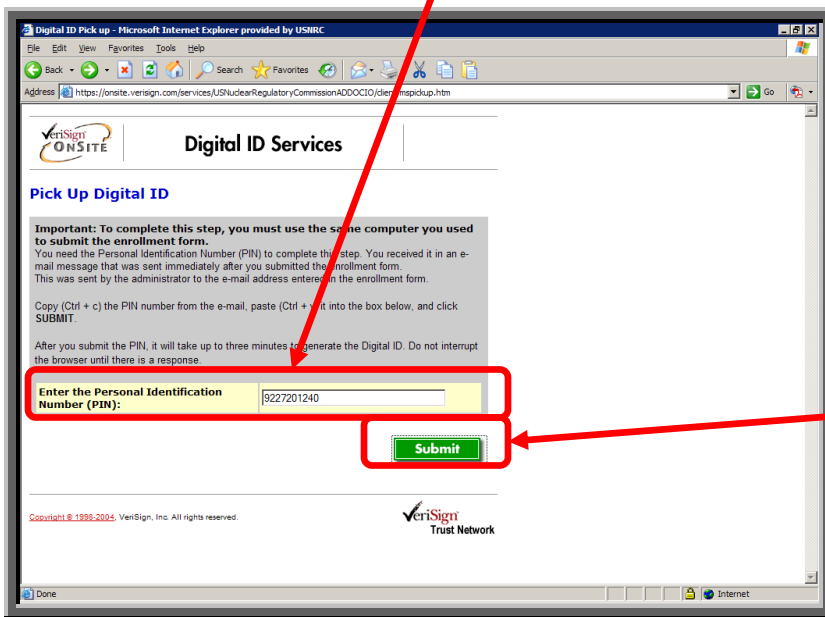 Digital ID Pick up - Microsoft Internet Explorer provided by USNRC
File Edit View Favorites Tools Help
Back Search Favorites
Address https://onsite.verisign.com/services/USNuclearRegulatoryCommissionADDOCIO/client/mspickup.htm Go
VeriSign
ONSITE
Digital ID Services
Pick Up Digital ID
Important: To complete this step, you must use the same computer you used
to submit the enrollment form.
You need the Personal Identification Number (PIN) to complete this step. You received it in an e-
mail message that was sent immediately after you submitted the enrollment form.
This was sent by the administrator to the e-mail address entered in the enrollment form.
Copy (Ctrl + c) the PIN number from the e-mail, paste (Ctrl + v) it into the box below, and click
SUBMIT.
After you submit the PIN, it will take up to three minutes to generate the Digital ID. Do not interrupt
the browser until there is a response.
Enter the Personal Identification
Number (PIN):
9227201240
Submit
Copyright © 1998-2004, VeriSign, Inc. All rights reserved.
VeriSign
Trust Network
Done Internet